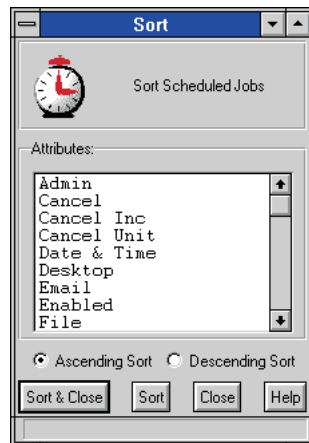 Sort
Sort Scheduled Jobs
Attributes:
Admin
Cancel
Cancel Inc
Cancel Unit
Date & Time
Desktop
Email
Enabled
File
Ascending Sort Descending Sort
Sort & Close Sort Close Help